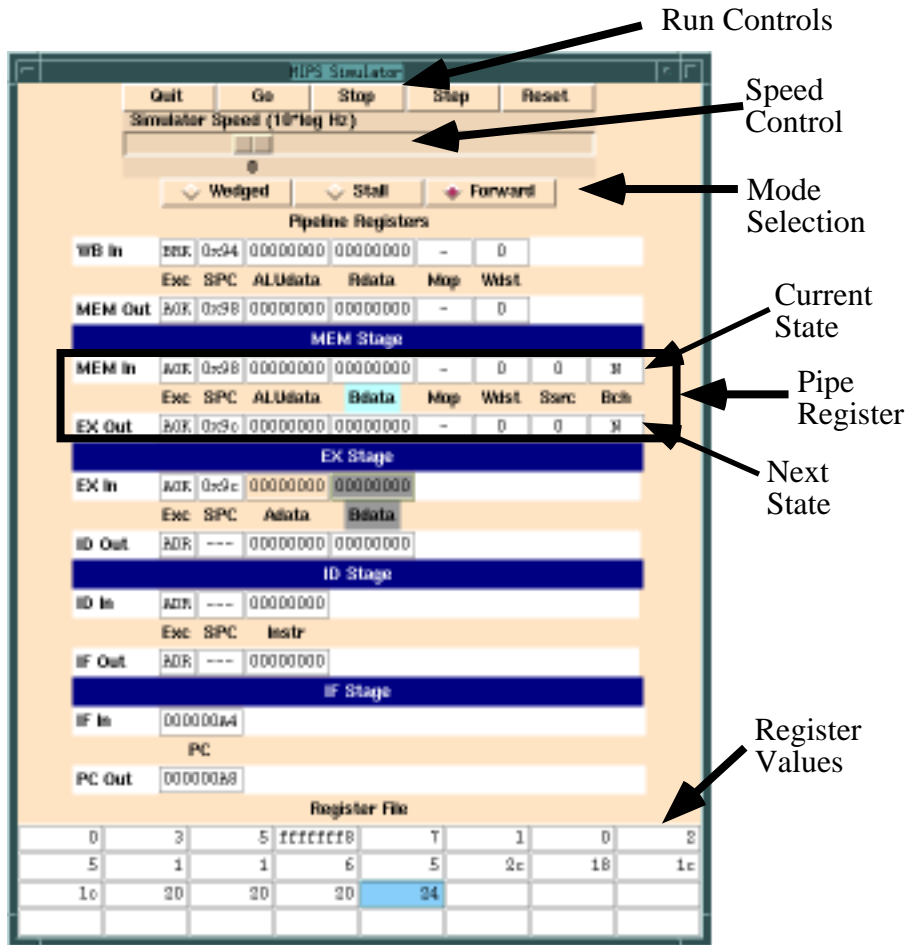 Run Controls
MIPS Simulator
Quit Go Stop Step Reset
Speed Control
Simulator Speed (10*log Hz)
0
Wedged Stall Forward
Mode Selection
Pipeline Registers
WB In BRK 0x94 00000000 00000000 - 0
Exc SPC ALUdata Rdata Mop Wdst
MEM Out AOK 0x98 00000000 00000000 - 0
Current State
MEM Stage
MEM In AOK 0x98 00000000 00000000 - 0 0 N
Exc SPC ALUdata Bdata Mop Wdst Ssrc Bch
Pipe Register
EX Out AOK 0x9c 00000000 00000000 - 0 0 N
EX Stage
Next State
EX In AOK 0x9c 00000000 00000000
Exc SPC Adata Bdata
ID Out ADR --- 00000000 00000000
ID Stage
ID In ADR --- 00000000
Exc SPC Instr
IF Out ADR --- 00000000
IF Stage
IF In 000000A4
PC
PC Out 000000A8
Register Values
Register File
0 3 5 fffffff8 7 1 0 2
5 1 1 6 5 2c 18 1c
1c 20 20 20 24